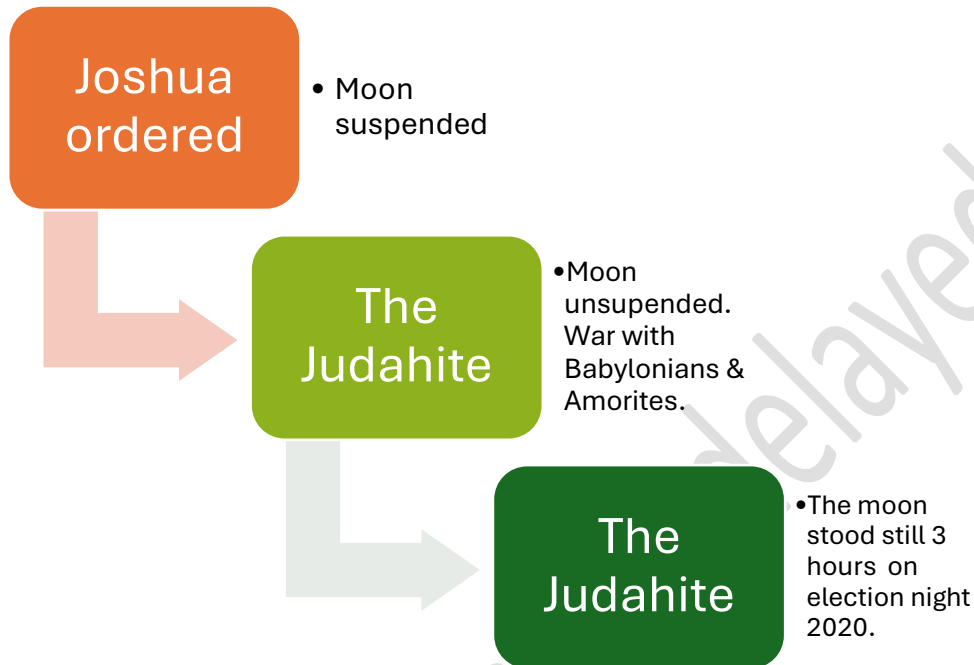 Joshua
ordered
• Moon
suspended
The
Judahite
•Moon
unsupended.
War with
Babylonians &
Amorites.
The
Judahite
•The moon
stood still 3
hours on
election night
2020.
delayed